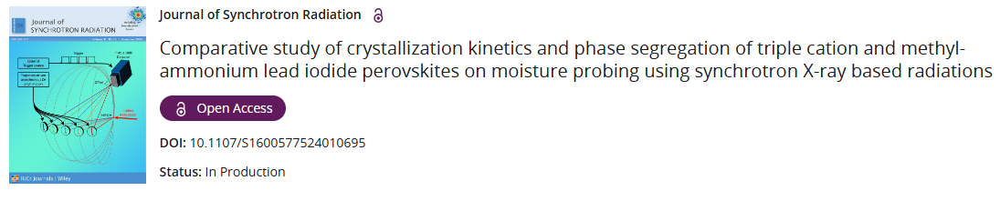 Journal of Synchrotron Radiation
Comparative study of crystallization kinetics and phase segregation of triple cation and methyl-
ammonium lead iodide perovskites on moisture probing using synchrotron X-ray based radiations
Open Access
DOI: 10.1107/S1600577524010695
Status: In Production
Journal of
SYNCHROTRON RADIATION
IUCr Journals | Wiley